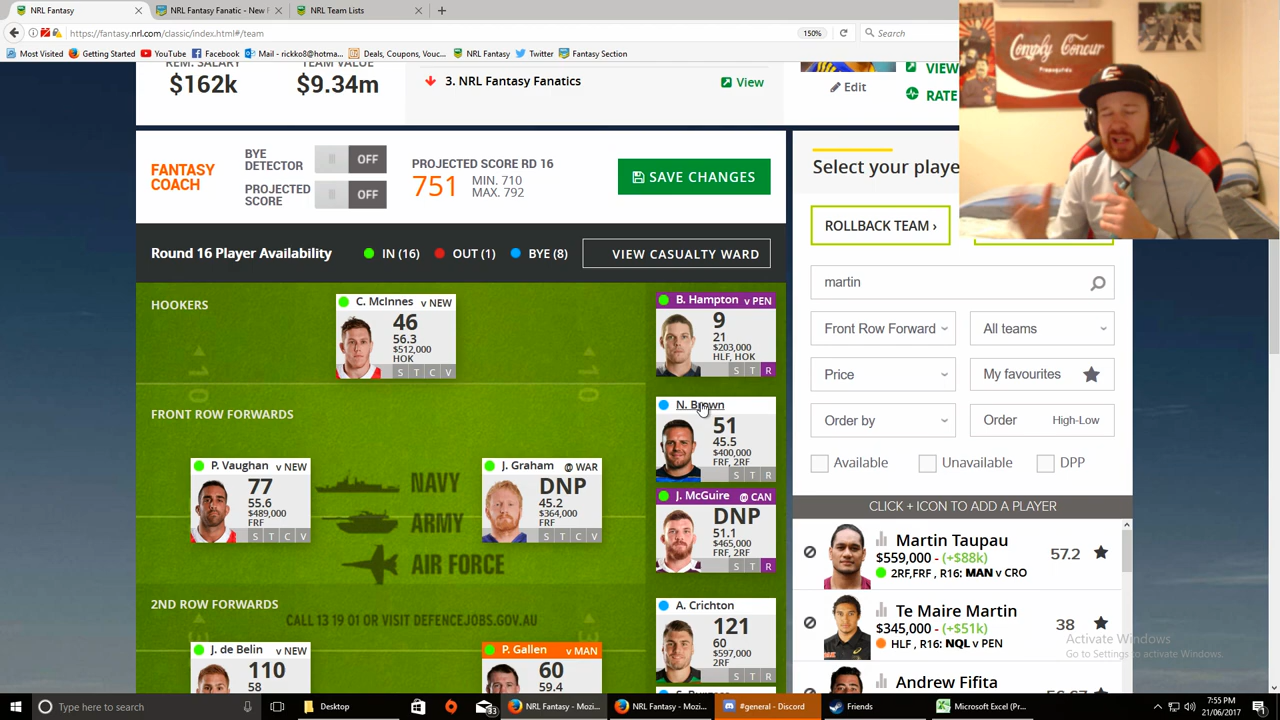 NRL Fantasy
NRL Fantasy Fanatic - New
NRL Team Lists
https://fantasy.nrl.com/classic/index.html#/team
150%
Search
Most Visited
Getting Started
YouTube
Facebook
Mail - rickko8@hotma...
Deals, Coupons, Vouc...
NRL Fantasy
Twitter
Fantasy Section
REM. SALARY
TEAM VALUE
$162k
$9.34m
3. NRL Fantasy Fanatics
View
Edit
VIEW
RATE
FANTASY
COACH
BYE
DETECTOR
OFF
PROJECTED
SCORE
OFF
PROJECTED SCORE RD 16
751
MIN. 710
MAX. 792
SAVE CHANGES
Round 16 Player Availability
IN (16)
OUT (1)
BYE (8)
VIEW CASUALTY WARD
HOOKERS
C. McInnes v NEW
46
56.3
$512,000
HOK
S T C V
B. Hampton v PEN
9
21
$203,000
HLF, HOK
S T R
10
10
FRONT ROW FORWARDS
N. Brown
51
45.5
$400,000
FRF, 2RF
S T R
P. Vaughan v NEW
77
55.6
$489,000
FRF
S T C V
NAVY
ARMY
AIR FORCE
J. Graham @ WAR
DNP
45.2
$364,000
FRF
S T C V
J. McGuire @ CAN
DNP
51.1
$465,000
FRF, 2RF
S T R
2ND ROW FORWARDS
CALL 13 19 01 OR VISIT DEFENCEJOBS.GOV.AU
A. Crichton
121
60
$597,000
2RF
S T R
J. de Belin v NEW
110
58
P. Gallen v MAN
60
59.4
Select your playe
ROLLBACK TEAM ›
martin
Front Row Forward
All teams
Price
My favourites
Order by
Order High-Low
Available
Unavailable
DPP
CLICK + ICON TO ADD A PLAYER
Martin Taupau
$559,000 - (+$88k)
2RF,FRF , R16: MAN v CRO
57.2
Te Maire Martin
$345,000 - (+$51k)
HLF , R16: NQL v PEN
38
Andrew Fifita
Activate Windows
Go to Settings to activate Windows.
Comply Concur
Propaganda
Type here to search
Desktop
33
NRL Fantasy - Mozi...
NRL Fantasy - Mozi...
#general - Discord
Friends
Microsoft Excel (Pr...
7:55 PM
21/06/2017